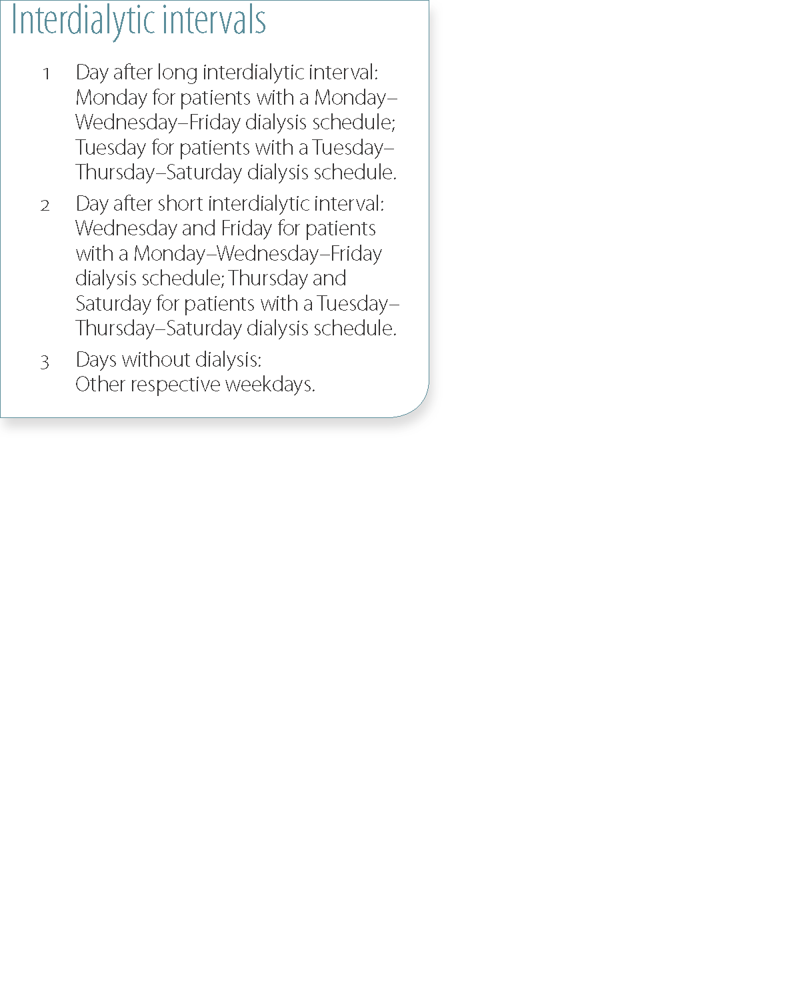 Interdialytic intervals
1 Day after long interdialytic interval:
Monday for patients with a Monday–
Wednesday–Friday dialysis schedule;
Tuesday for patients with a Tuesday–
Thursday–Saturday dialysis schedule.
2 Day after short interdialytic interval:
Wednesday and Friday for patients
with a Monday–Wednesday–Friday
dialysis schedule; Thursday and
Saturday for patients with a Tuesday–
Thursday–Saturday dialysis schedule.
3 Days without dialysis:
Other respective weekdays.